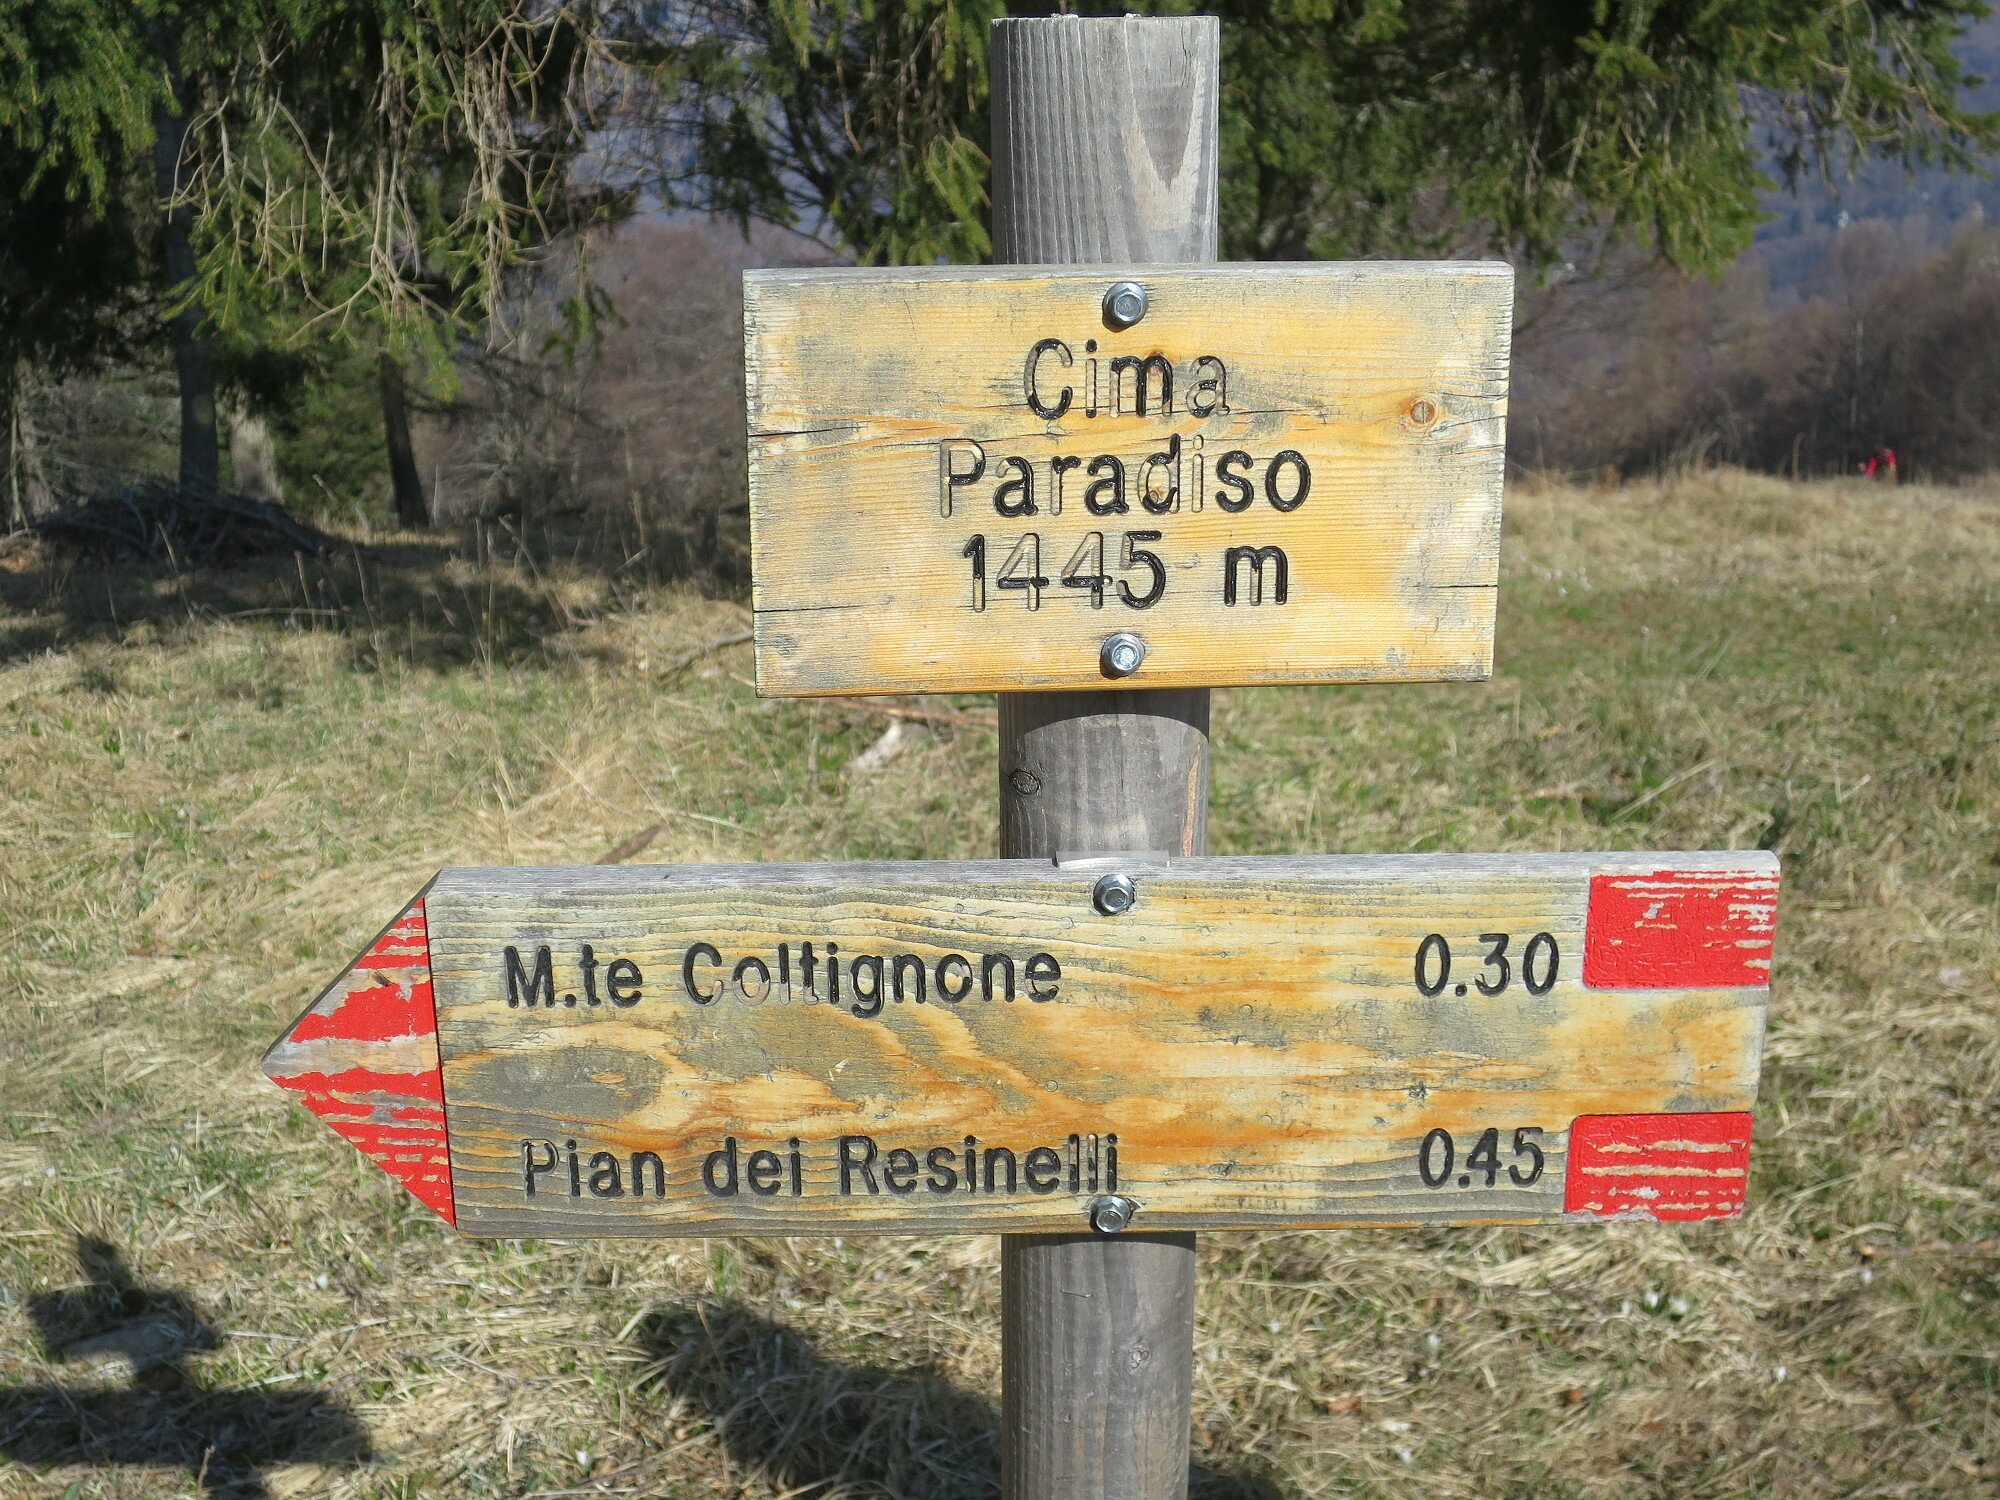 Cima
Paradiso
1445 m
M.te Coltignone 0.30
Pian dei Resinelli 0.45